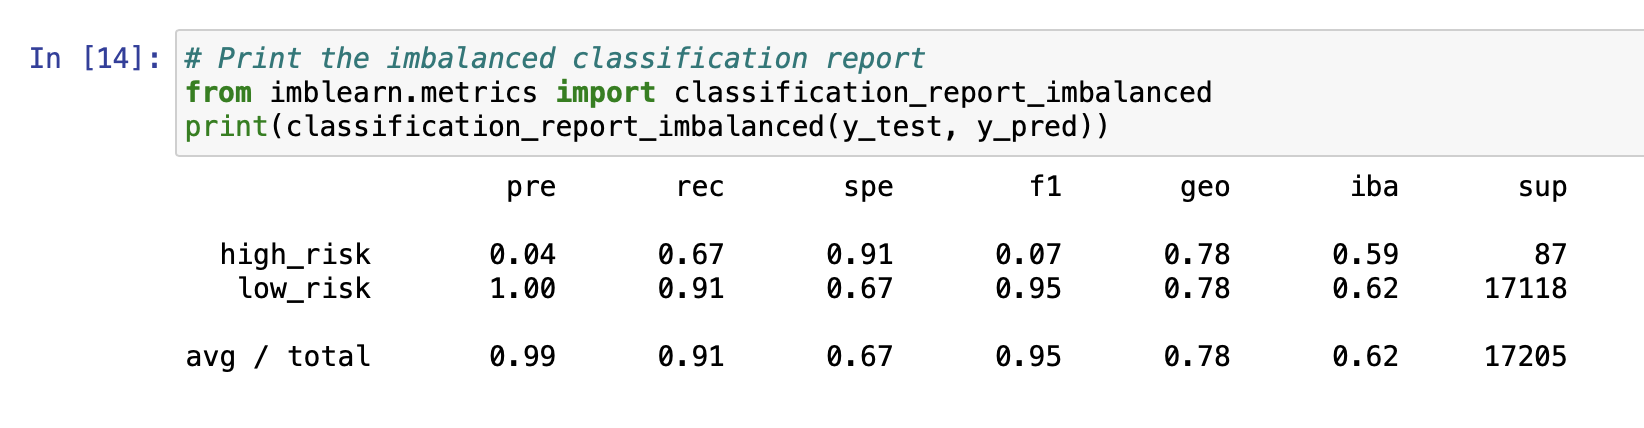 In [14]: # Print the imbalanced classification report
from imblearn.metrics import classification_report_imbalanced
print(classification_report_imbalanced(y_test, y_pred))
pre rec spe f1 geo iba sup
high_risk 0.04 0.67 0.91 0.07 0.78 0.59 87
low_risk 1.00 0.91 0.67 0.95 0.78 0.62 17118
avg / total 0.99 0.91 0.67 0.95 0.78 0.62 17205